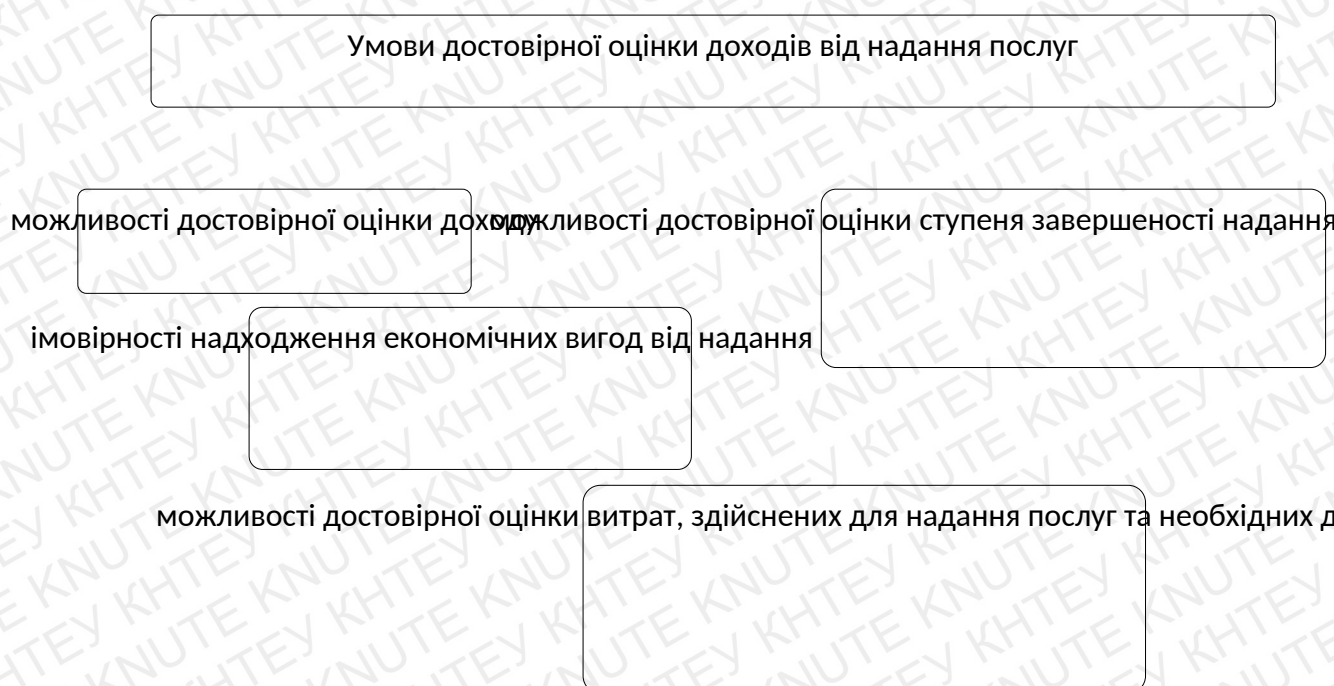 Умови достовірної оцінки доходів від надання послуг
можливості достовірної оцінки доходу
можливості достовірної оцінки ступеня завершеності надання
імовірності надходження економічних вигод від надання
можливості достовірної оцінки витрат, здійснених для надання послуг та необхідних д